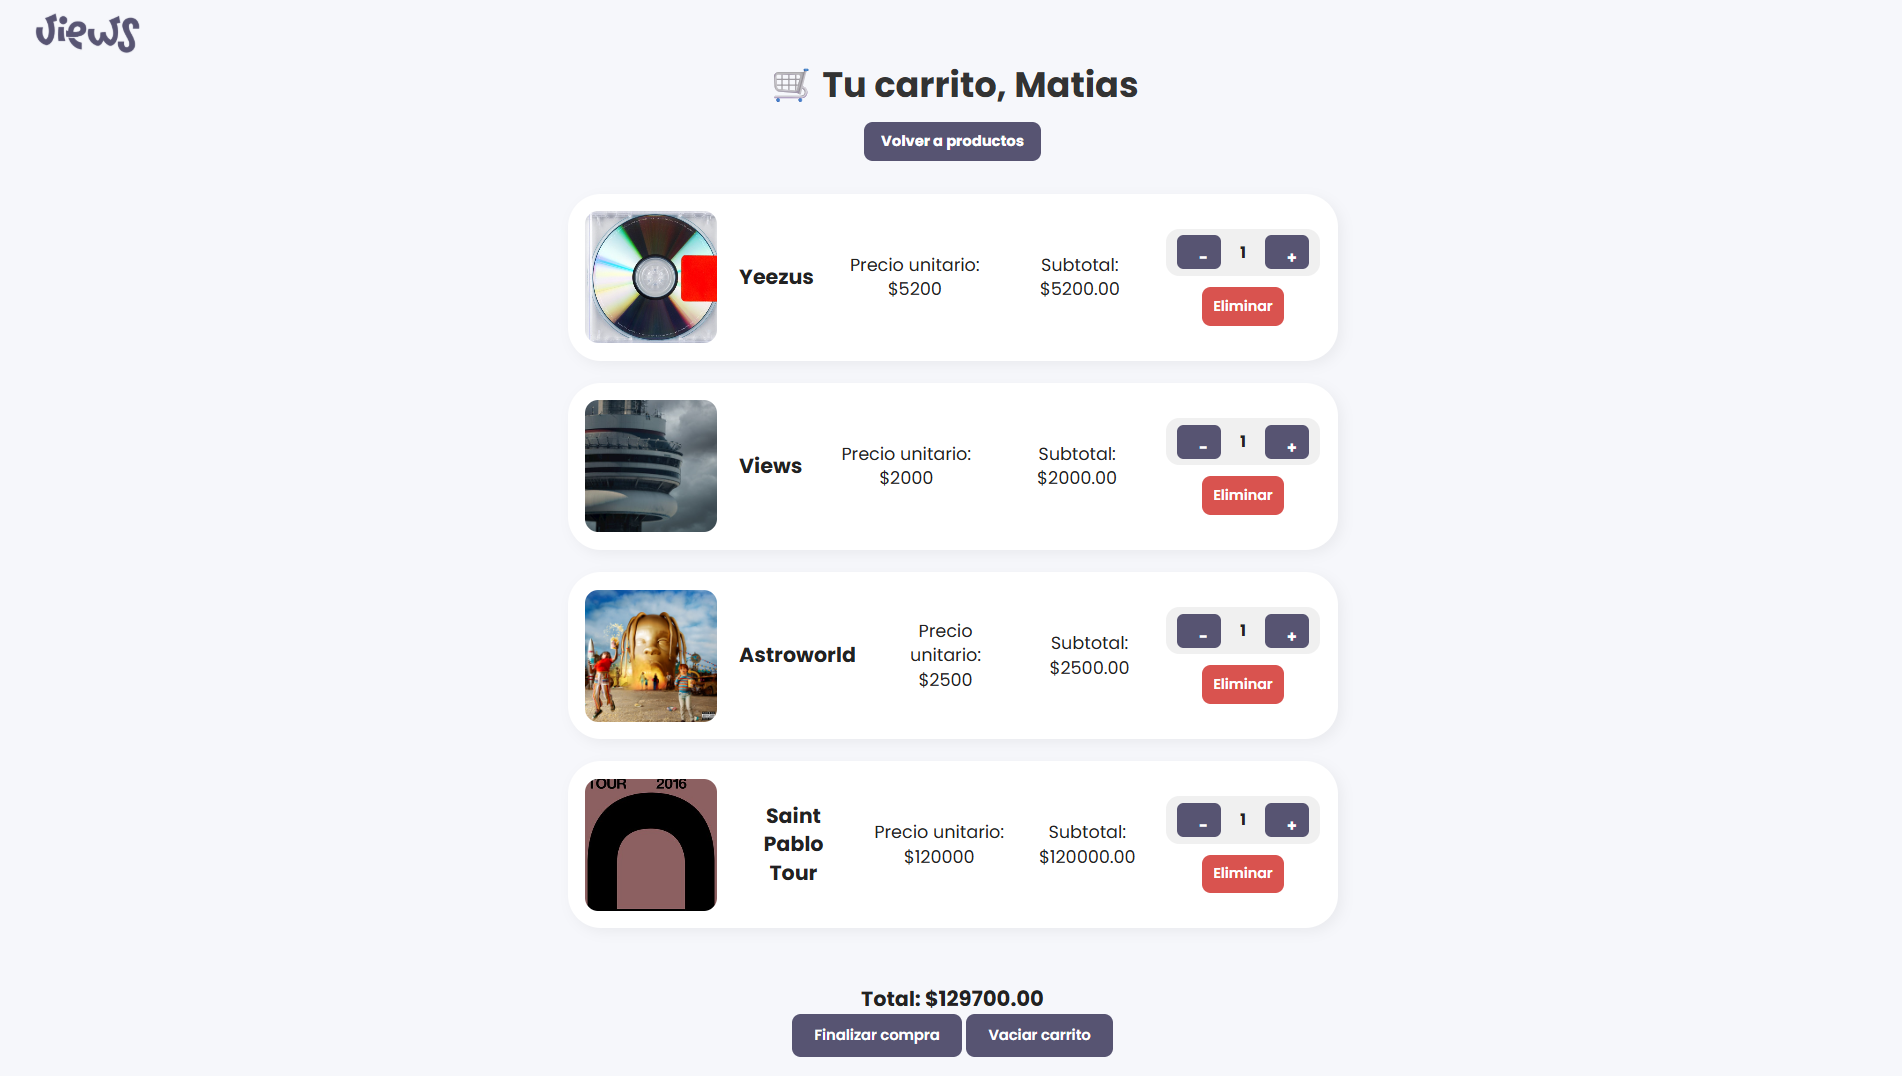 views
Tu carrito, Matias
Volver a productos
Yeezus
Precio unitario:
$5200
Subtotal:
$5200.00
- 1 +
Eliminar
Views
Precio unitario:
$2000
Subtotal:
$2000.00
- 1 +
Eliminar
Astroworld
Precio
unitario:
$2500
Subtotal:
$2500.00
- 1 +
Eliminar
TOUR 2016
Saint
Pablo
Tour
Precio unitario:
$120000
Subtotal:
$120000.00
- 1 +
Eliminar
Total: $129700.00
Finalizar compra
Vaciar carrito